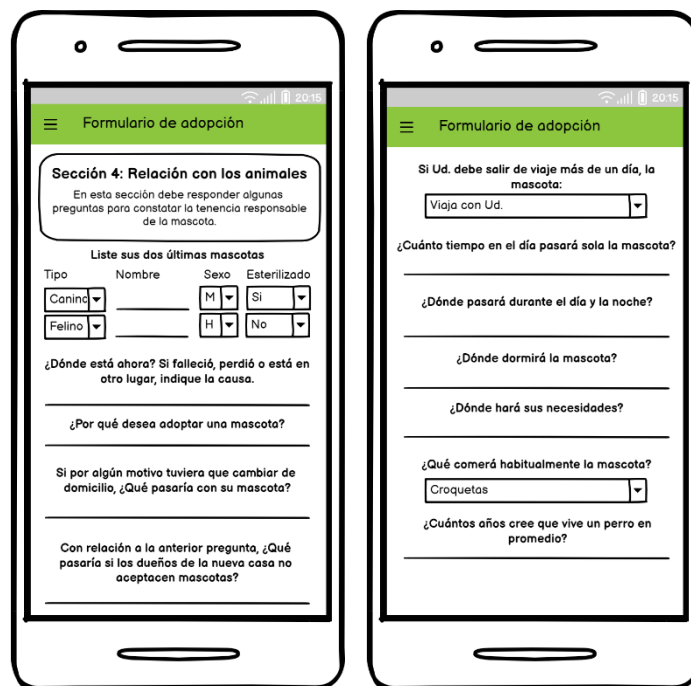 20:15
Formulario de adopción
Sección 4: Relación con los animales
En esta sección debe responder algunas
preguntas para constatar la tenencia responsable
de la mascota.
Liste sus dos últimas mascotas
Tipo Nombre Sexo Esterilizado
Canino M Si
Felino H No
¿Dónde está ahora? Si falleció, perdió o está en
otro lugar, indique la causa.
¿Por qué desea adoptar una mascota?
Si por algún motivo tuviera que cambiar de
domicilio, ¿Qué pasaría con su mascota?
Con relación a la anterior pregunta, ¿Qué
pasaría si los dueños de la nueva casa no
aceptacen mascotas?
20:15
Formulario de adopción
Si Ud. debe salir de viaje más de un día, la
mascota:
Viaja con Ud.
¿Cuánto tiempo en el día pasará sola la mascota?
¿Dónde pasará durante el día y la noche?
¿Dónde dormirá la mascota?
¿Dónde hará sus necesidades?
¿Qué comerá habitualmente la mascota?
Croquetas
¿Cuántos años cree que vive un perro en
promedio?